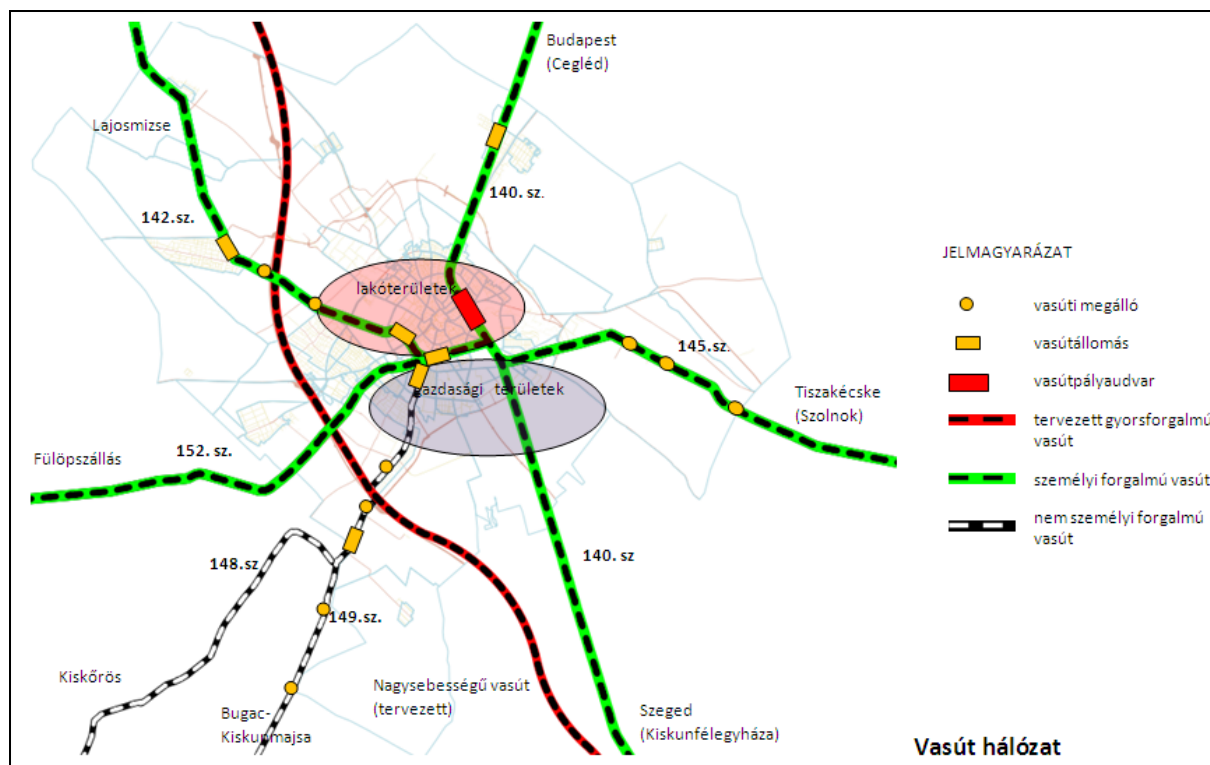 Budapest
(Cegléd)
Lajosmizse
142.sz.
140. sz.
lakóterületek
145.sz.
gazdasági területek
Tiszakécske
(Szolnok)
152. sz.
Fülöpszállás
148.sz
140. sz
149.sz.
Kiskőrös
Nagysebességű vasút
(tervezett)
Bugac-
Kiskunmajsa
Szeged
(Kiskunfélegyháza)
JELMAGYARÁZAT
vasúti megálló
vasútállomás
vasútpályaudvar
tervezett gyorsforgalmú
vasút
személyi forgalmú vasút
nem személyi forgalmú
vasút
Vasút hálózat